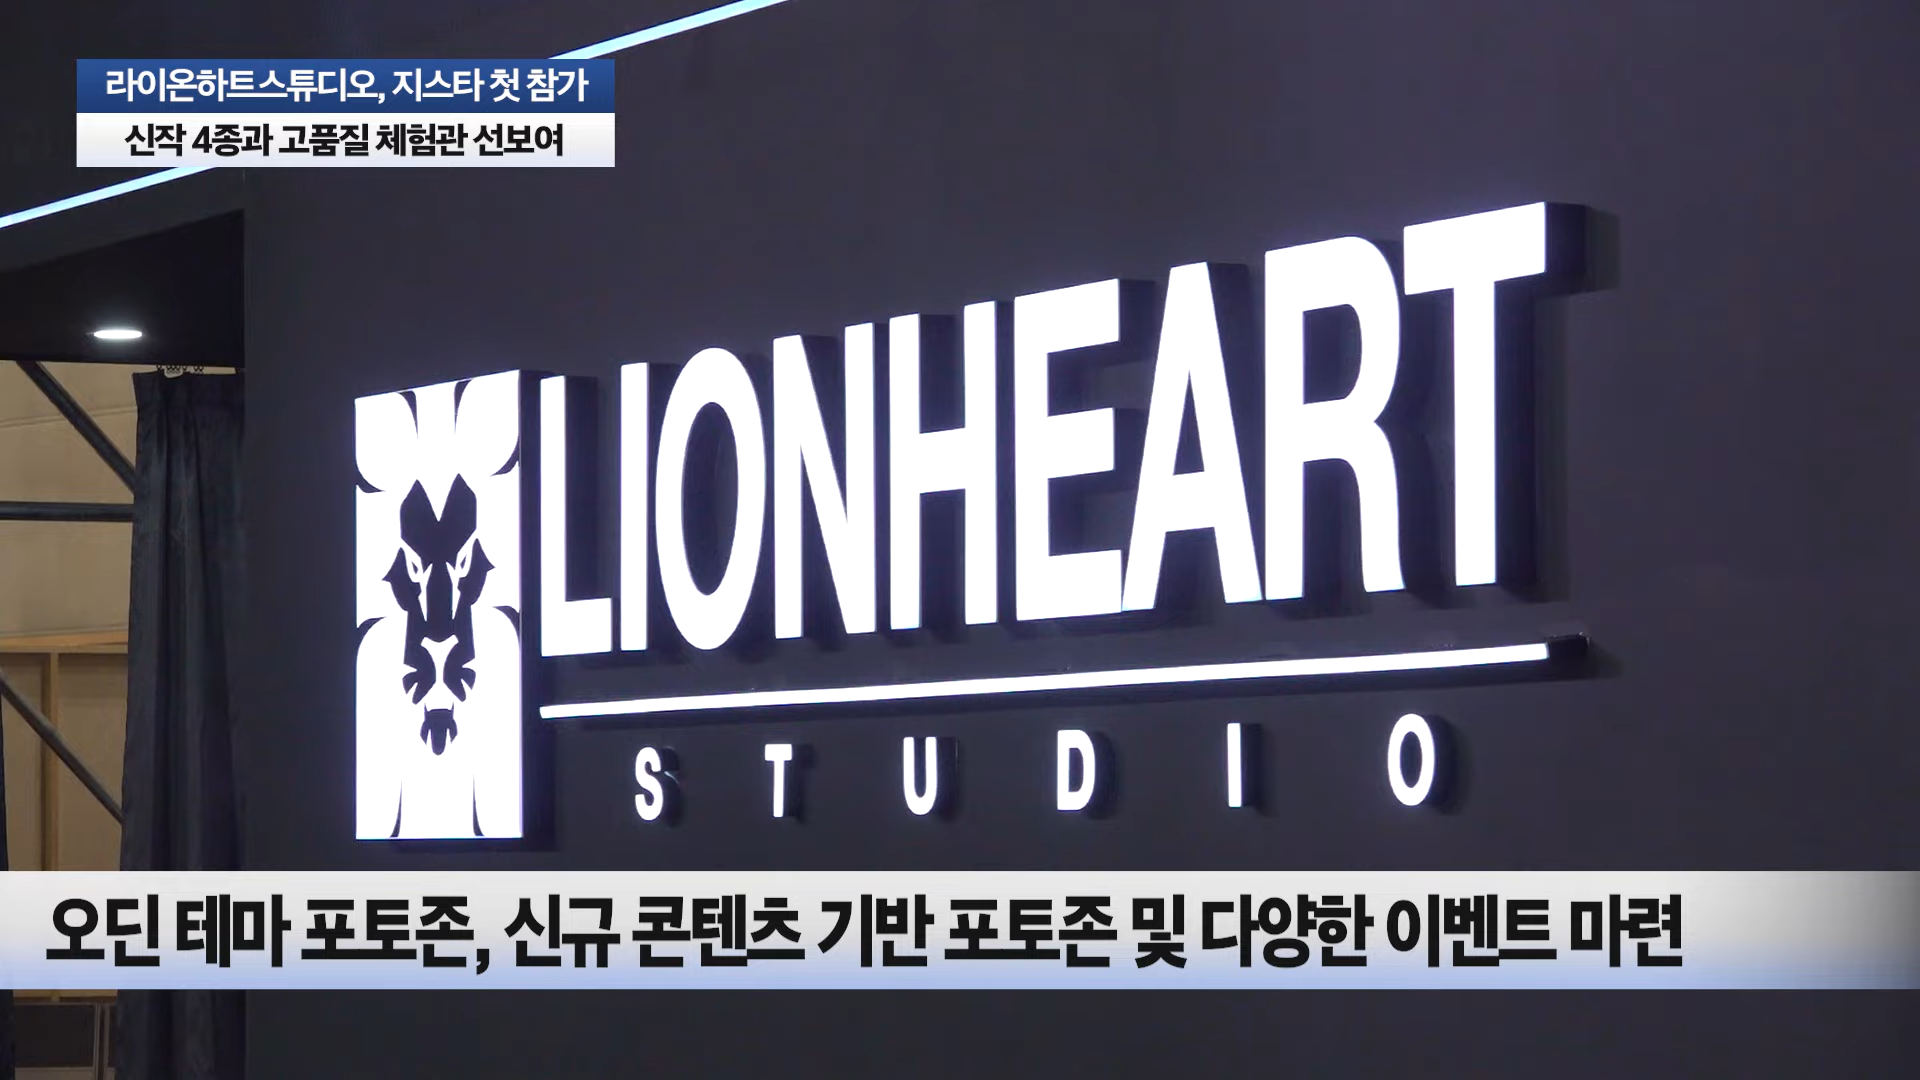 라이온하트스튜디오, 지스타 첫 참가
신작 4종과 고품질 체험관 선보여
LIONHEART
STUDIO
오딘 테마 포토존, 신규 콘텐츠 기반 포토존 및 다양한 이벤트 마련